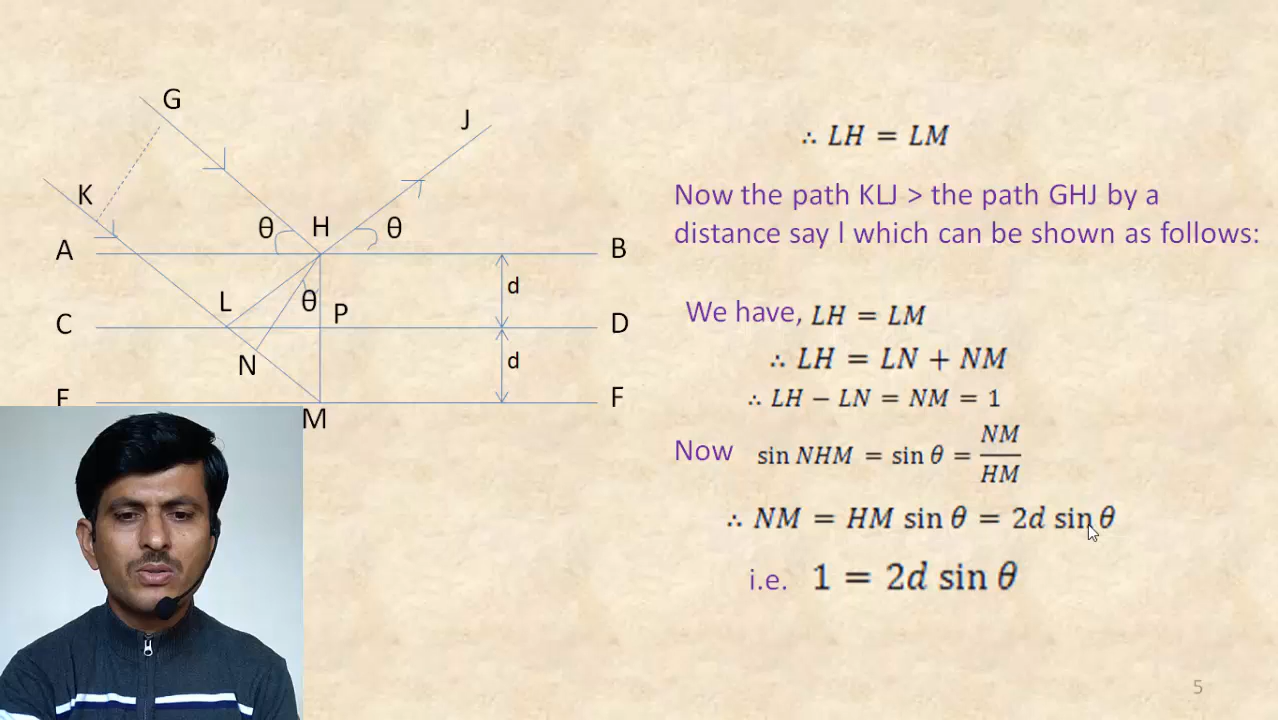 G
J
K
θ
H
θ
A
B
L
θ
P
d
C
D
N
d
F
M
∴ LH = LM
Now the path KLJ > the path GHJ by a
distance say l which can be shown as follows:
We have, LH = LM
∴ LH = LN + NM
∴ LH − LN = NM = 1
Now sin NHM = sin θ = NM/HM
∴ NM = HM sin θ = 2d sin θ
i.e. 1 = 2d sin θ
5